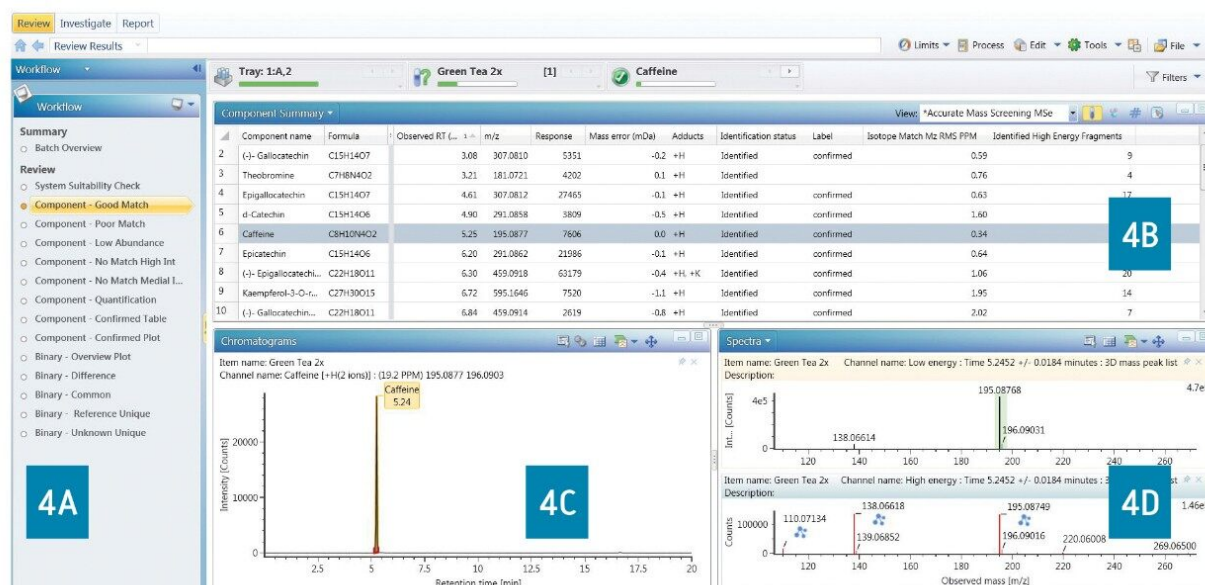 Review Investigate Report
Review Results
Limits Process Edit Tools File
Workflow
Tray: 1:A,2
Green Tea 2x [1]
Caffeine
Filters
Workflow
Summary
Batch Overview
Review
System Suitability Check
Component - Good Match
Component - Poor Match
Component - Low Abundance
Component - No Match High Int
Component - No Match Medial I...
Component - Quantification
Component - Confirmed Table
Component - Confirmed Plot
Binary - Overview Plot
Binary - Difference
Binary - Common
Binary - Reference Unique
Binary - Unknown Unique
4A
Component Summary
View: *Accurate Mass Screening MSe
Component name Formula Observed RT (... 1 m/z Response Mass error (mDa) Adducts Identification status Label Isotope Match Mz RMS PPM Identified High Energy Fragments
2 (-)- Gallocatechin C15H14O7 3.08 307.0810 5351 -0.2 +H Identified confirmed 0.59 9
3 Theobromine C7H8N4O2 3.21 181.0721 4202 0.1 +H Identified 0.76 4
4 Epigallocatechin C15H14O7 4.61 307.0812 27465 -0.1 +H Identified confirmed 0.63 17
5 d-Catechin C15H14O6 4.90 291.0858 3809 -0.5 +H Identified confirmed 1.60
6 Caffeine C8H10N4O2 5.25 195.0877 7606 0.0 +H Identified confirmed 0.34
7 Epicatechin C15H14O6 6.20 291.0862 21986 -0.1 +H Identified confirmed 0.64
8 (-)- Epigallocatechi... C22H18O11 6.30 459.0918 63179 -0.4 +H, +K Identified confirmed 1.06 20
9 Kaempferol-3-O-r... C27H30O15 6.72 595.1646 7520 -1.1 +H Identified confirmed 1.95 14
10 (-)- Gallocatechin... C22H18O11 6.84 459.0914 2619 -0.8 +H Identified confirmed 2.02 7
4B
Chromatograms
Item name: Green Tea 2x
Channel name: Caffeine [+H(2 ions)] : (19.2 PPM) 195.0877 196.0903
Caffeine
5.24
Intensity [Counts]
20000
10000
0
2.5 5 7.5 10 12.5 15 17.5 20
Retention time [min]
4C
Spectra
Item name: Green Tea 2x Channel name: Low energy : Time 5.2452 +/- 0.0184 minutes : 3D mass peak list
Description:
4.7e
195.08768
Int... [Counts]
4e5
0
138.06614
196.09031
120 140 160 180 200 220 240 260
Item name: Green Tea 2x Channel name: High energy : Time 5.2452 +/- 0.0184 minutes : 3 st
Description:
1.46e
Counts
100000
0
110.07134
138.06618
139.06852
195.08749
196.09016
220.06008
269.06500
120 140 160 180 200 220 240 260
Observed mass [m/z]
4D